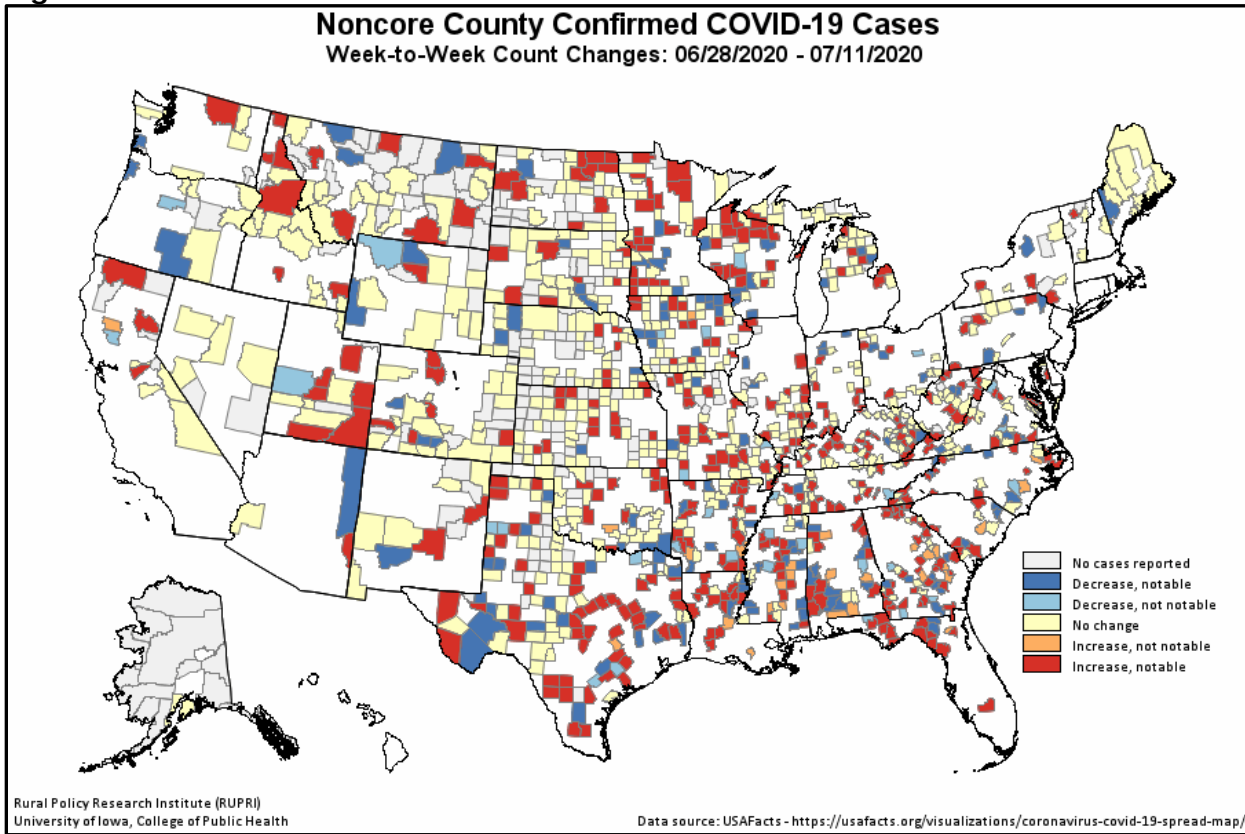 Noncore County Confirmed COVID-19 Cases
Week-to-Week Count Changes: 06/28/2020 - 07/11/2020
No cases reported
Decrease, notable
Decrease, not notable
No change
Increase, not notable
Increase, notable
Rural Policy Research Institute (RUPRI)
University of Iowa, College of Public Health
Data source: USAFacts - https://usafacts.org/visualizations/coronavirus-covid-19-spread-map/